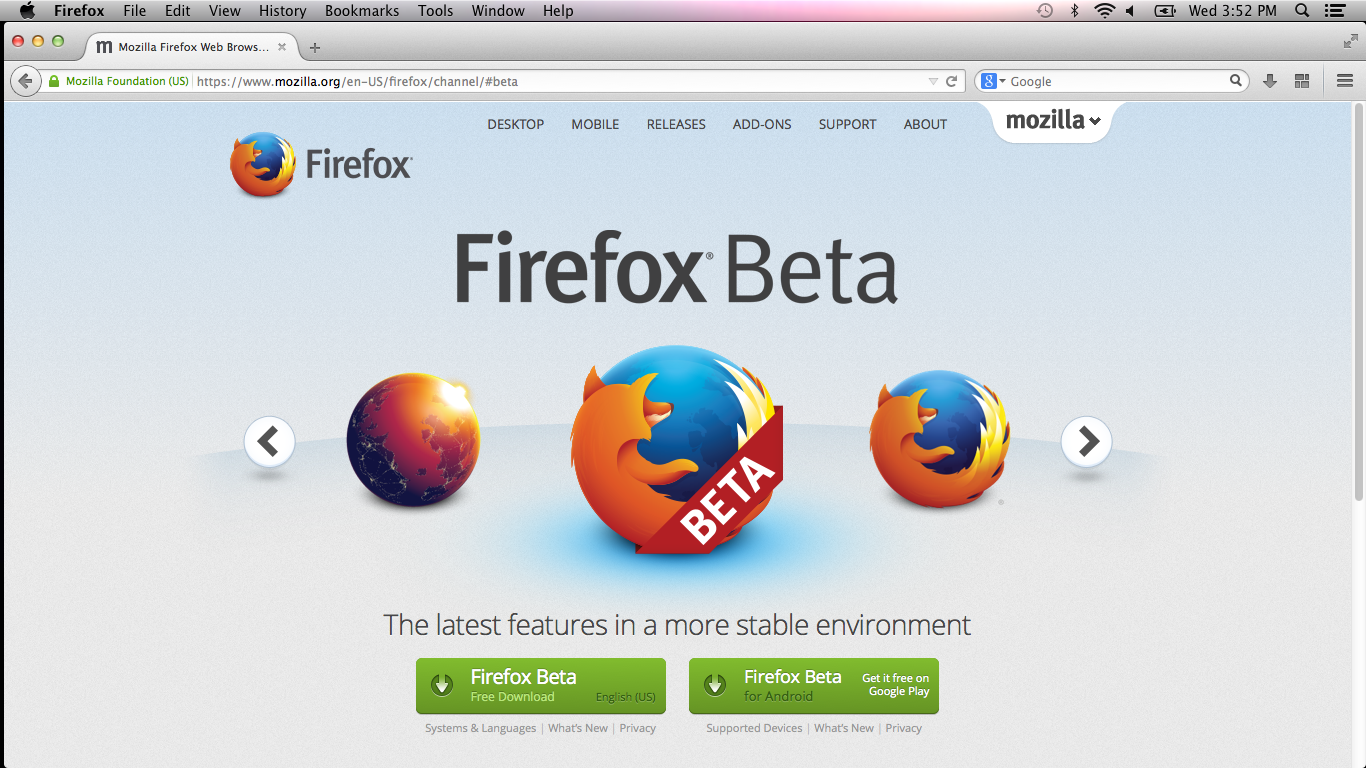 Firefox File Edit View History Bookmarks Tools Window Help Wed 3:52 PM
Mozilla Firefox Web Brows...
Mozilla Foundation (US) https://www.mozilla.org/en-US/firefox/channel/#beta Google
DESKTOP MOBILE RELEASES ADD-ONS SUPPORT ABOUT mozilla
Firefox
Firefox® Beta
BETA
The latest features in a more stable environment
Firefox Beta
Free Download English (US)
Firefox Beta
for Android
Get it free on
Google Play
Systems & Languages | What's New | Privacy
Supported Devices | What's New | Privacy